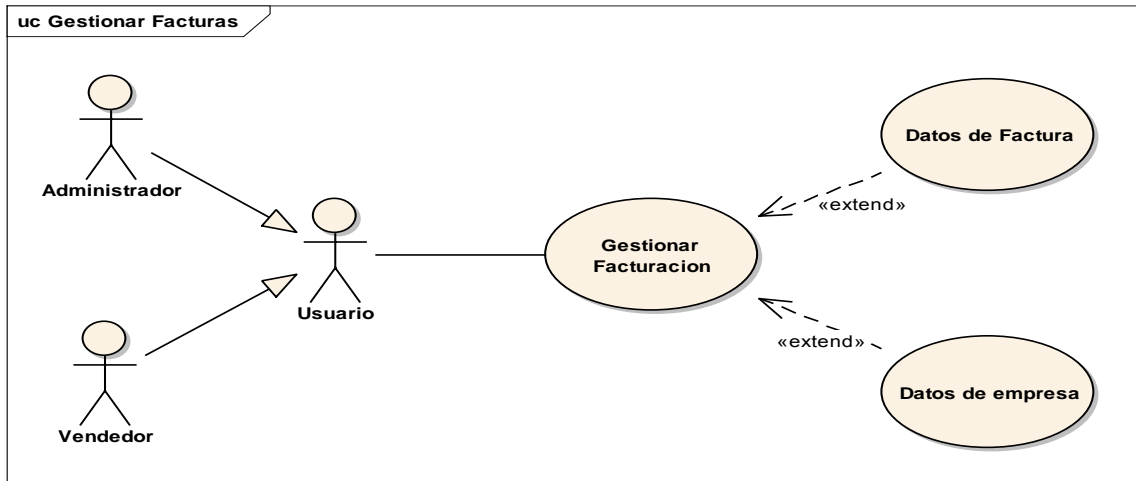 uc Gestionar Facturas
Administrador
Vendedor
Usuario
Gestionar
Facturacion
Datos de Factura
«extend»
«extend»
Datos de empresa